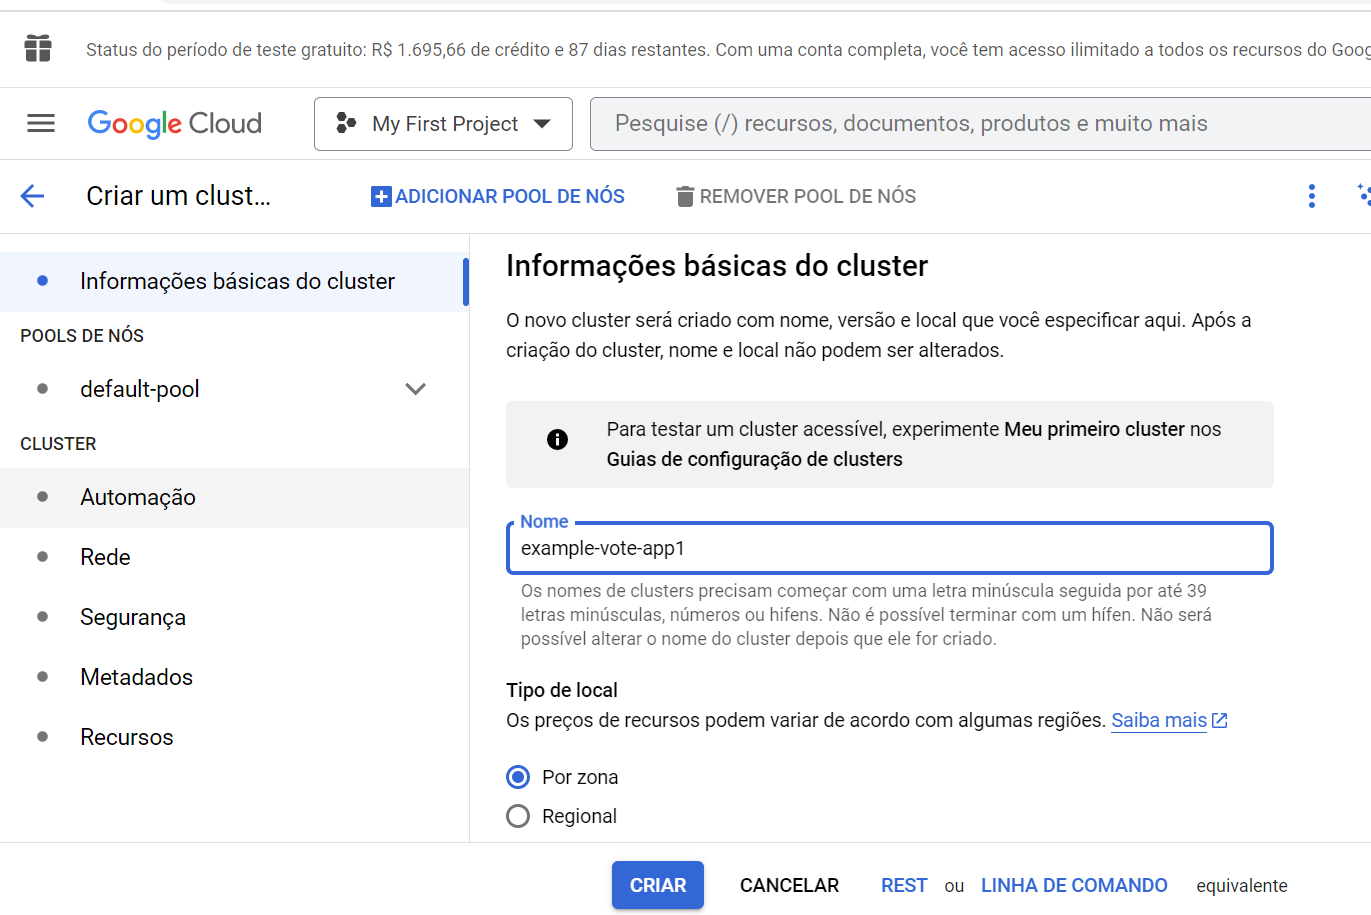 Status do período de teste gratuito: R$ 1.695,66 de crédito e 87 dias restantes. Com uma conta completa, você tem acesso ilimitado a todos os recursos do Goog
Google Cloud
My First Project
Pesquise (/) recursos, documentos, produtos e muito mais
Criar um clust...
ADICIONAR POOL DE NÓS
REMOVER POOL DE NÓS
Informações básicas do cluster
POOLS DE NÓS
default-pool
CLUSTER
Automação
Rede
Segurança
Metadados
Recursos
Informações básicas do cluster
O novo cluster será criado com nome, versão e local que você especificar aqui. Após a
criação do cluster, nome e local não podem ser alterados.
Para testar um cluster acessível, experimente Meu primeiro cluster nos
Guias de configuração de clusters
Nome
example-vote-app1
Os nomes de clusters precisam começar com uma letra minúscula seguida por até 39
letras minúsculas, números ou hifens. Não é possível terminar com um hífen. Não será
possível alterar o nome do cluster depois que ele for criado.
Tipo de local
Os preços de recursos podem variar de acordo com algumas regiões. Saiba mais
Por zona
Regional
CRIAR
CANCELAR
REST ou LINHA DE COMANDO equivalente